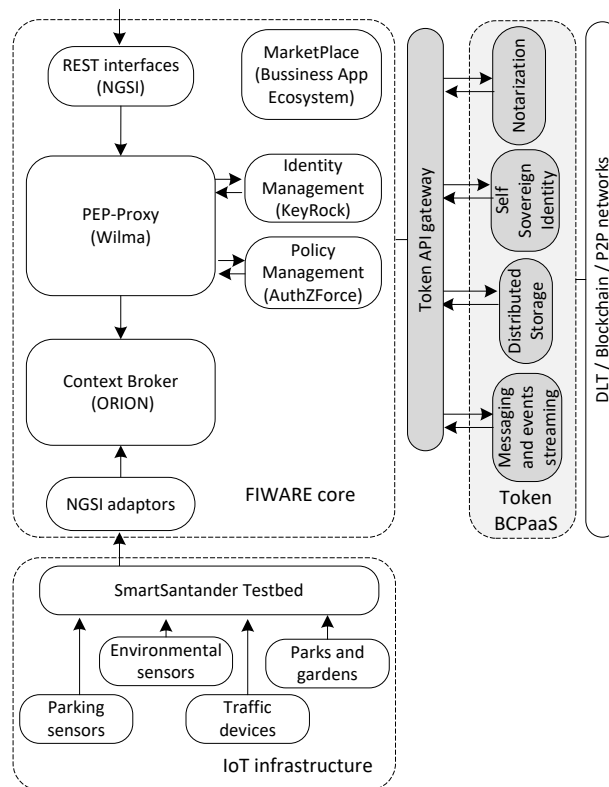 REST interfaces
(NGSI)
MarketPlace
(Bussiness App
Ecosystem)
PEP-Proxy
(Wilma)
Identity
Management
(KeyRock)
Policy
Management
(AuthZForce)
Context Broker
(ORION)
NGSI adaptors
FIWARE core
Token API gateway
Notarization
Self
Sovereign
Identity
Distributed
Storage
Messaging
and events
streaming
Token
BCPaaS
DLT / Blockchain / P2P networks
SmartSantander Testbed
Environmental
sensors
Parks and
gardens
Parking
sensors
Traffic
devices
IoT infrastructure